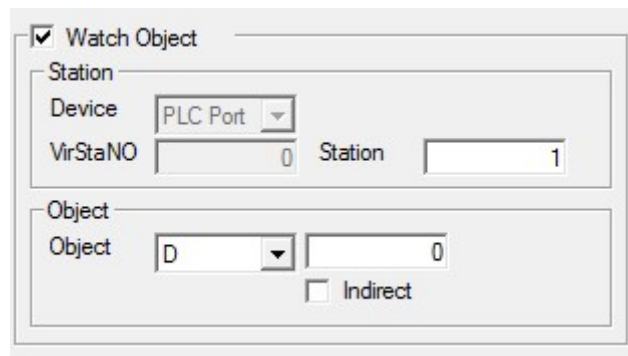 Watch Object
Station
Device PLC Port
VirStaNO 0 Station 1
Object
Object D 0
Indirect